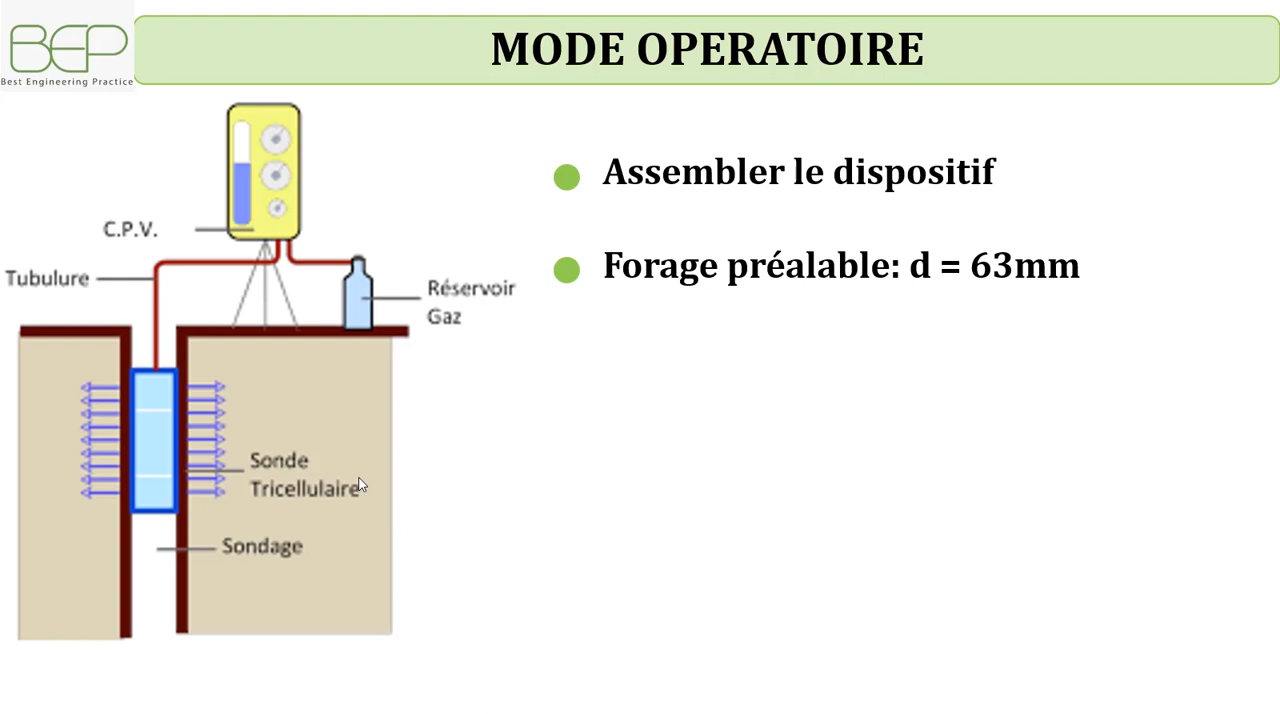 BEP
Best Engineering Practice
MODE OPERATOIRE
Assembler le dispositif
Forage préalable: d = 63mm
C.P.V.
Tubulure
Réservoir
Gaz
Sonde
Tricellulaire
Sondage